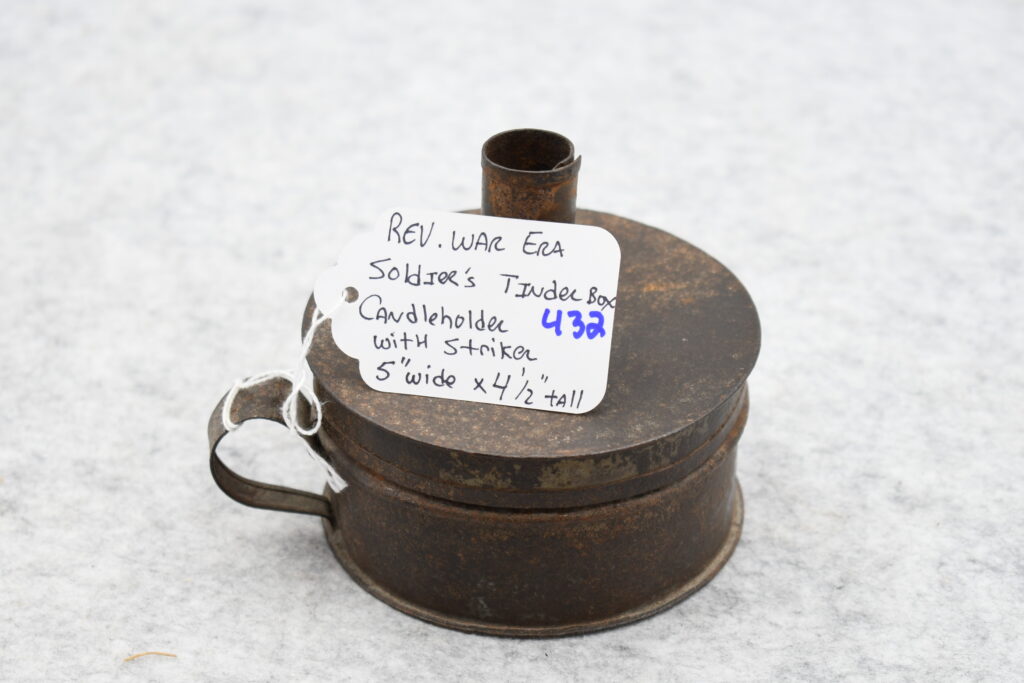 REV. WAR ERA
Soldier's Tinder Box
Candleholder 432
with Striker
5" wide x 4 1/2" tall